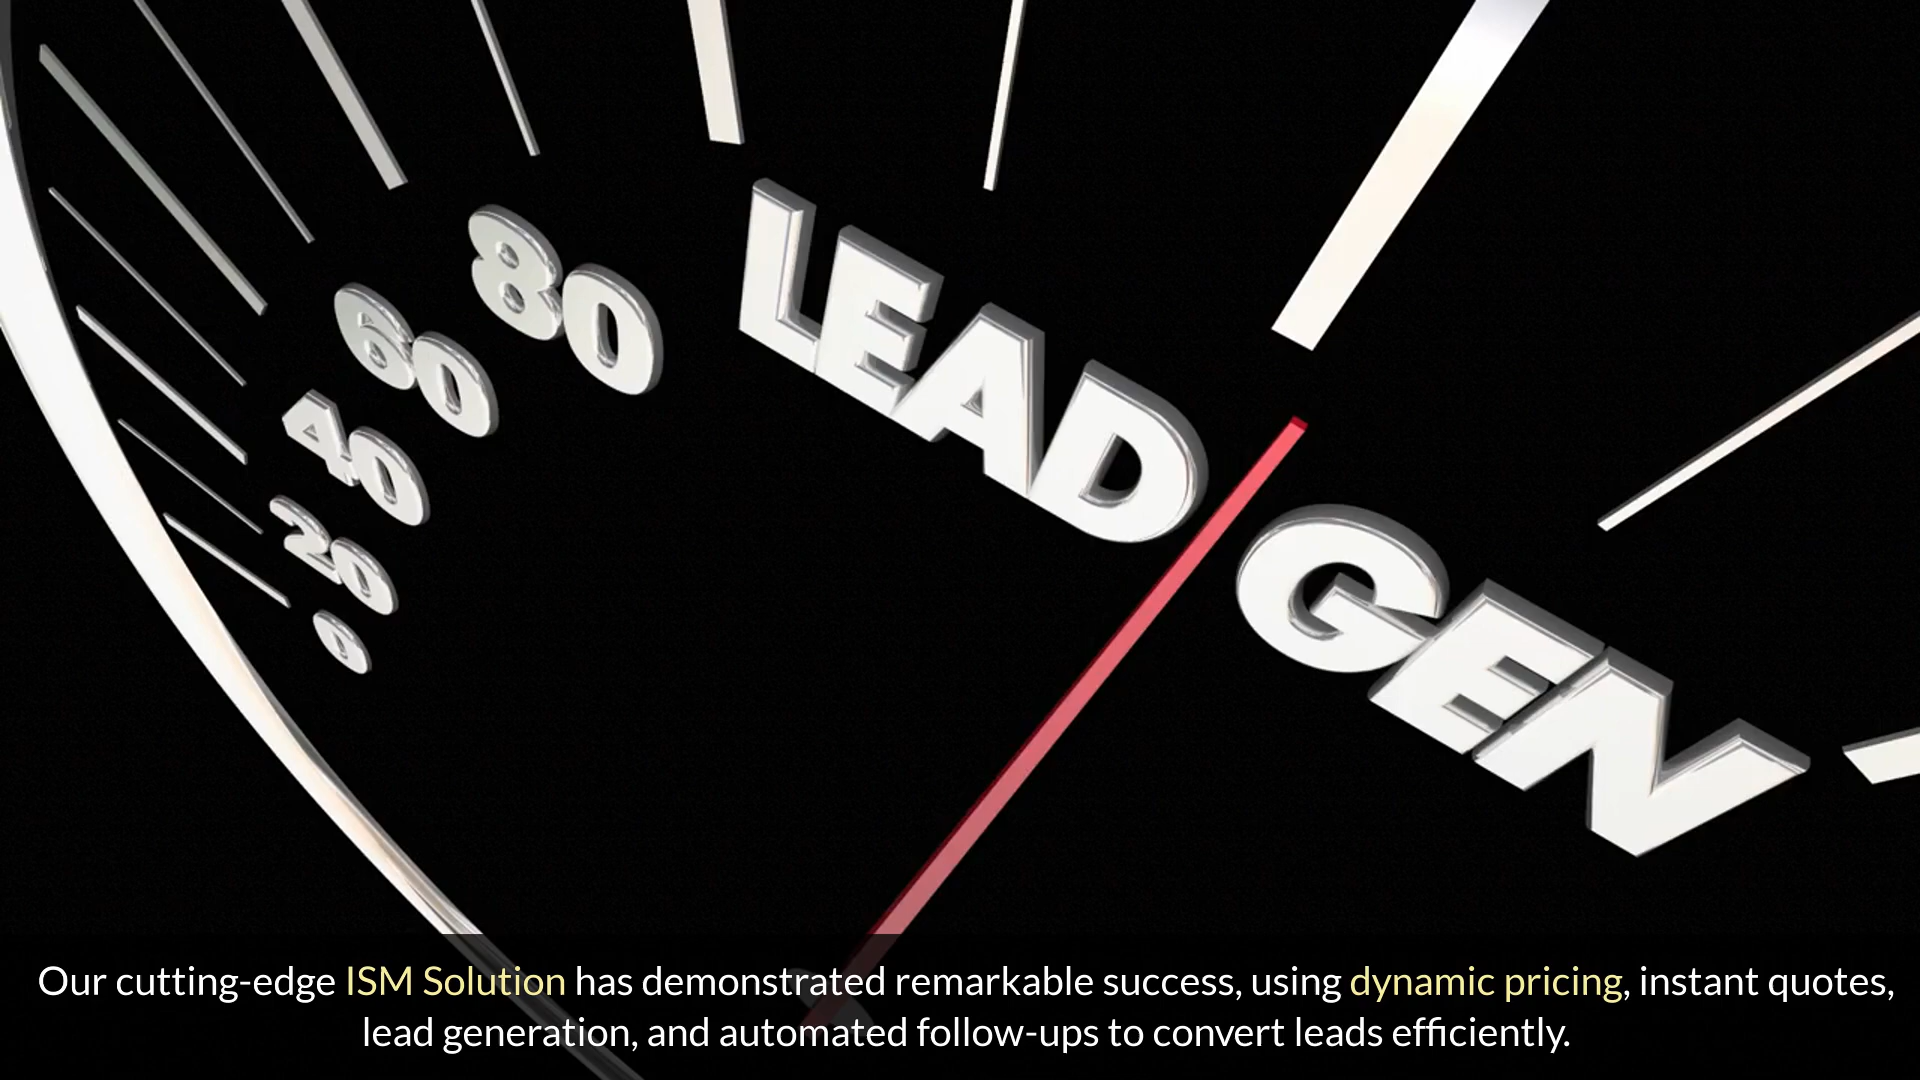 80
60
40
20
0
LEAD GEN
Our cutting-edge ISM Solution has demonstrated remarkable success, using dynamic pricing, instant quotes,
lead generation, and automated follow-ups to convert leads efficiently.